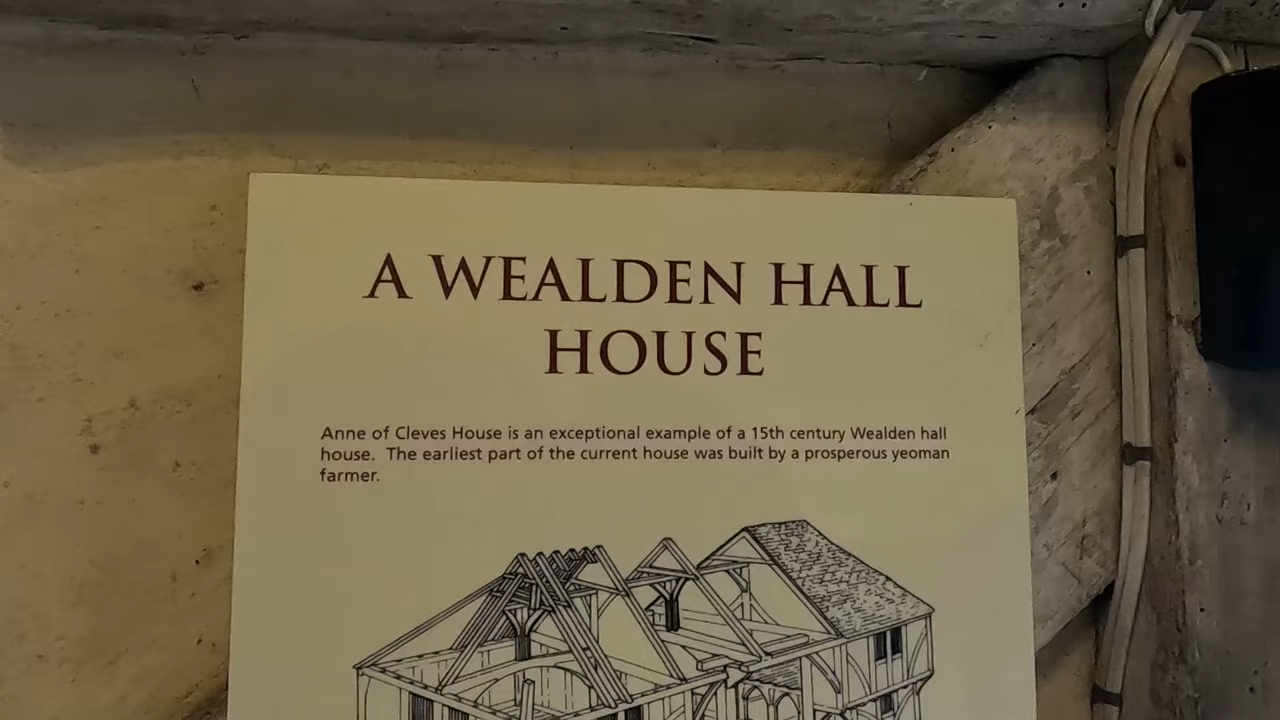 A WEALDEN HALL
HOUSE
Anne of Cleves House is an exceptional example of a 15th century Wealden hall
house.  The earliest part of the current house was built by a prosperous yeoman
farmer.